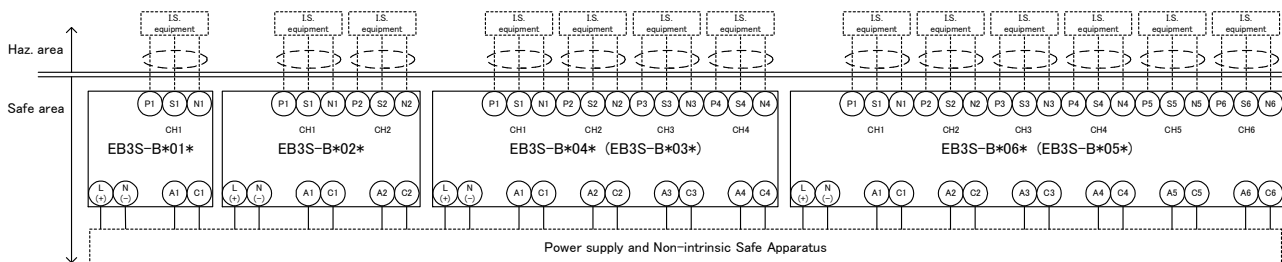 I.S. equipment
I.S. equipment
I.S. equipment
I.S. equipment
I.S. equipment
I.S. equipment
I.S. equipment
I.S. equipment
I.S. equipment
I.S. equipment
I.S. equipment
I.S. equipment
I.S. equipment
Haz. area
Safe area
P1 S1 N1
CH1
EB3S-B*01*
L (+) N (-) A1 C1
P1 S1 N1 P2 S2 N2
CH1 CH2
EB3S-B*02*
L (+) N (-) A1 C1 A2 C2
P1 S1 N1 P2 S2 N2 P3 S3 N3 P4 S4 N4
CH1 CH2 CH3 CH4
EB3S-B*04* (EB3S-B*03*)
L (+) N (-) A1 C1 A2 C2 A3 C3 A4 C4
P1 S1 N1 P2 S2 N2 P3 S3 N3 P4 S4 N4 P5 S5 N5 P6 S6 N6
CH1 CH2 CH3 CH4 CH5 CH6
EB3S-B*06* (EB3S-B*05*)
L (+) N (-) A1 C1 A2 C2 A3 C3 A4 C4 A5 C5 A6 C6
Power supply and Non-intrinsic Safe Apparatus